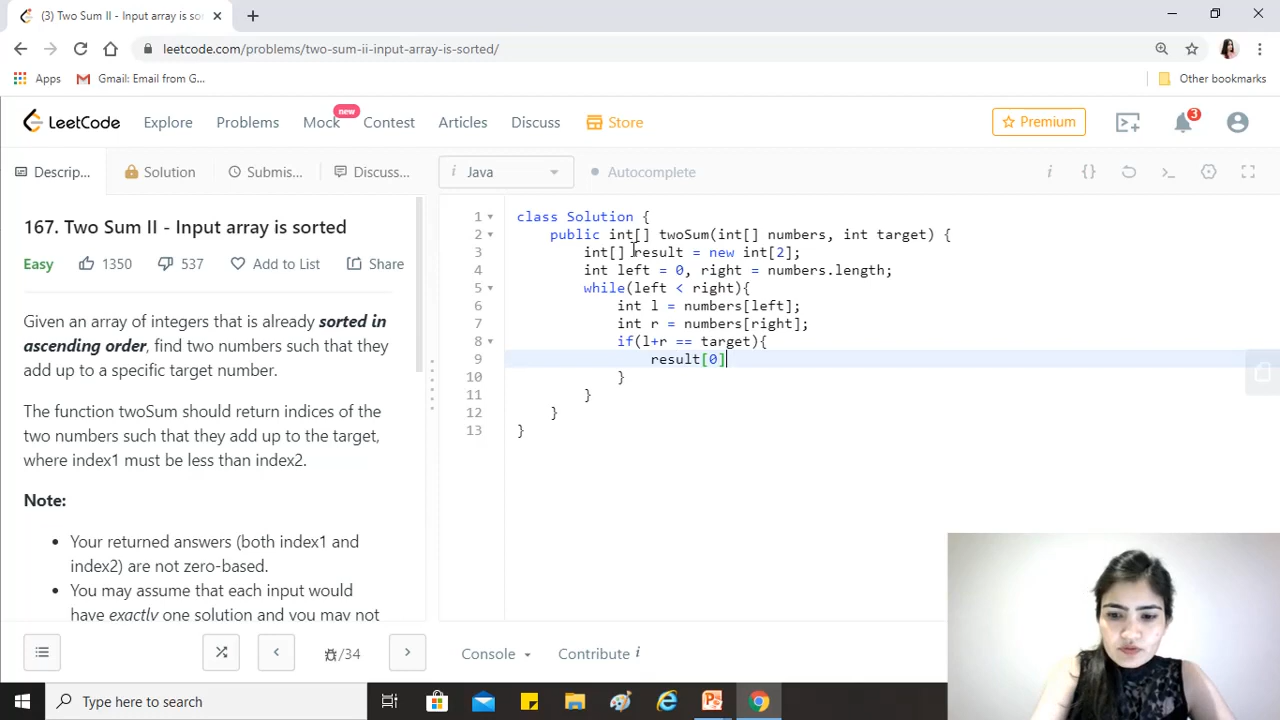 (3) Two Sum II - Input array is so
leetcode.com/problems/two-sum-ii-input-array-is-sorted/
Apps
Gmail: Email from G...
Other bookmarks
LeetCode
Explore
Problems
Mock
new
Contest
Articles
Discuss
Store
Premium
3
Descrip...
Solution
Submis...
Discuss...
i Java
Autocomplete
i
{}
167. Two Sum II - Input array is sorted
Easy
1350
537
Add to List
Share
Given an array of integers that is already sorted in
ascending order, find two numbers such that they
add up to a specific target number.
The function twoSum should return indices of the
two numbers such that they add up to the target,
where index1 must be less than index2.
Note:
• Your returned answers (both index1 and
index2) are not zero-based.
• You may assume that each input would
have exactly one solution and you may not
1 class Solution {
2 public int[] twoSum(int[] numbers, int target) {
3 int[] result = new int[2];
4 int left = 0, right = numbers.length;
5 while(left < right){
6 int l = numbers[left];
7 int r = numbers[right];
8 if(l+r == target){
9 result[0]
10 }
11 }
12 }
13 }
/34
Console
Contribute i
Type here to search